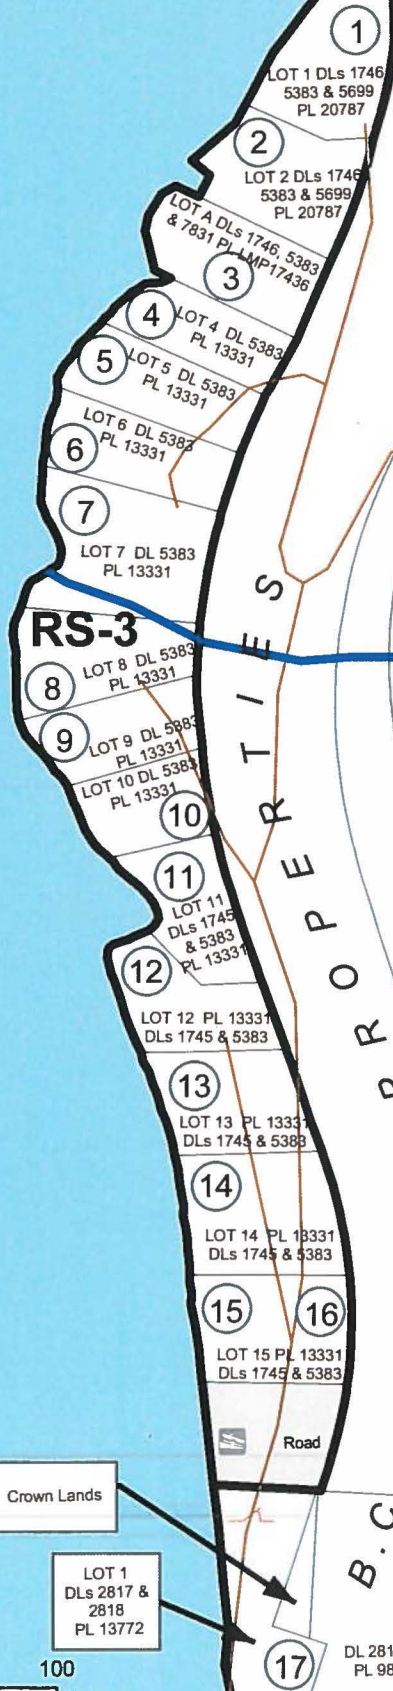 1
LOT 1 DLs 1746
5383 & 5699
PL 20787
2
LOT 2 DLs 1746
5383 & 5699
PL 20787
LOT A DLs 1746, 5383
& 7831 PL LMP17436
3
4
LOT 4 DL 5383
PL 13331
5
LOT 5 DL 5383
PL 13331
LOT 6 DL 5383
PL 13331
6
7
LOT 7 DL 5383
PL 13331
RS-3
LOT 8 DL 5383
PL 13331
8
9
LOT 9 DL 5383
PL 13331
LOT 10 DL 5383
PL 13331
10
11
LOT 11
DLs 1745
& 5383
PL 13331
12
LOT 12 PL 13331
DLs 1745 & 5383
PROPERTIES
13
LOT 13 PL 13331
DLs 1745 & 5383
14
LOT 14 PL 13331
DLs 1745 & 5383
15 16
LOT 15 PL 13331
DLs 1745 & 5383
Road
Crown Lands
B.C
LOT 1
DLs 2817 &
2818
PL 13772
17
DL 281
PL 98
100